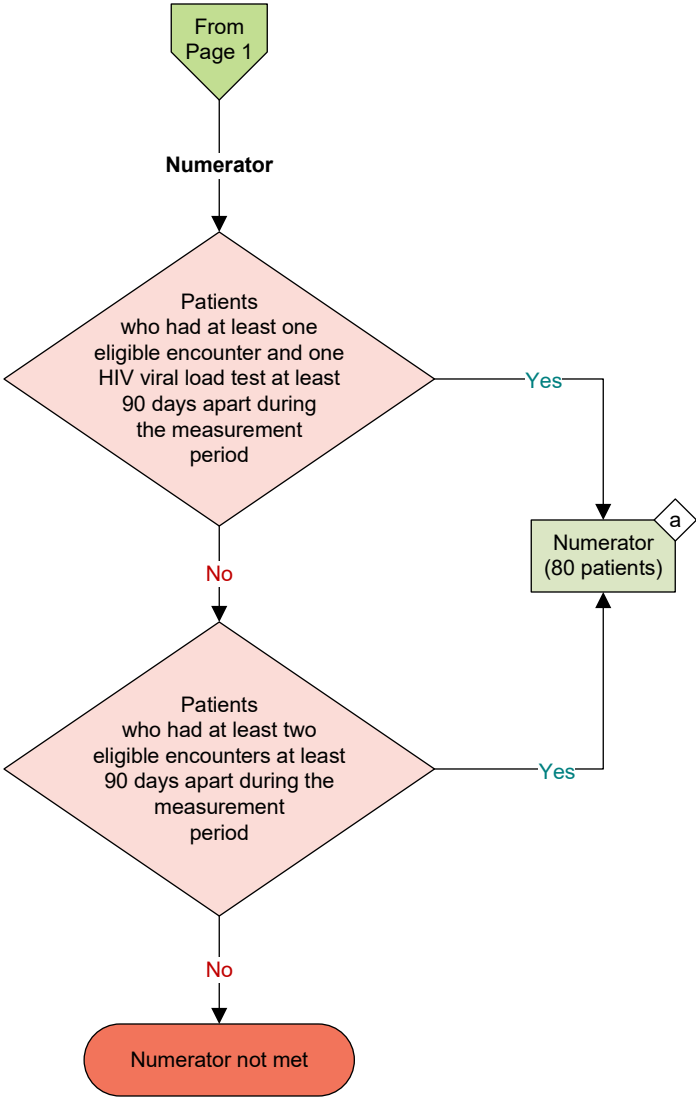 From
Page 1
Numerator
Patients
who had at least one
eligible encounter and one
HIV viral load test at least
90 days apart during
the measurement
period
Yes
a
Numerator
(80 patients)
No
Patients
who had at least two
eligible encounters at least
90 days apart during the
measurement
period
Yes
No
Numerator not met